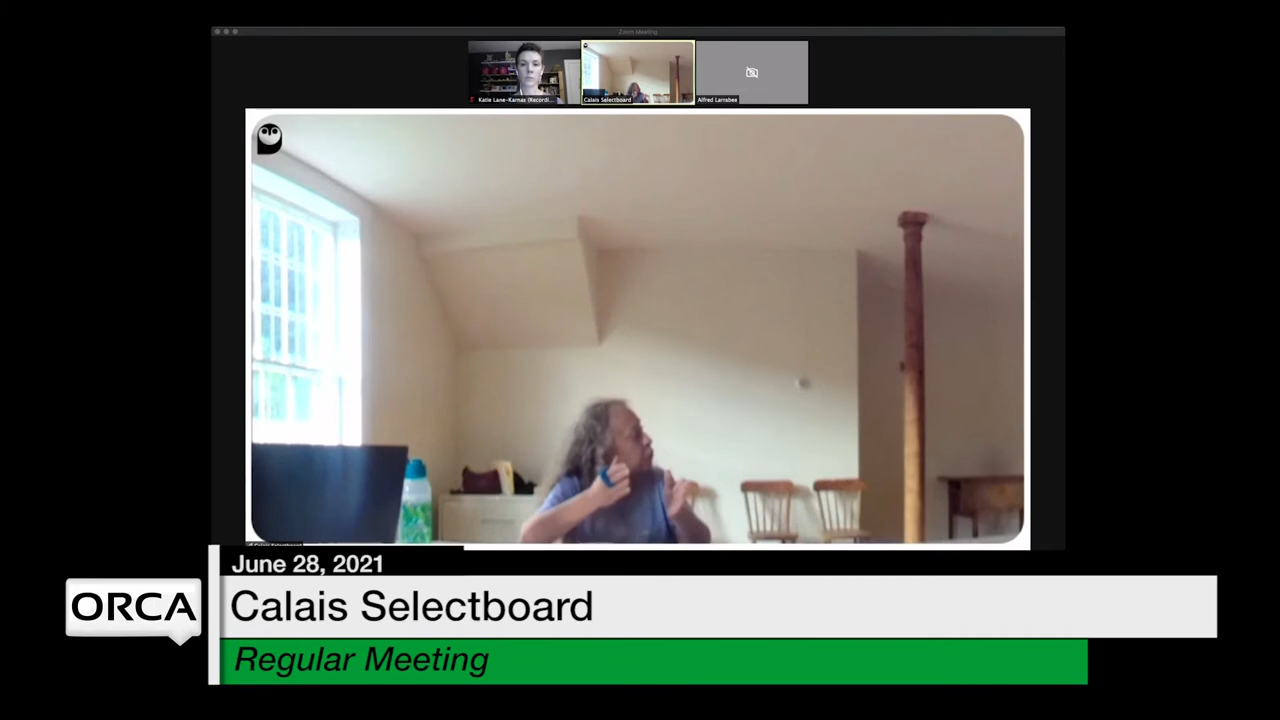 Zoom Meeting
Katie Lane-Karnas (Recordi...
Calais Selectboard
Alfred Larrabee
June 28, 2021
ORCA
Calais Selectboard
Regular Meeting